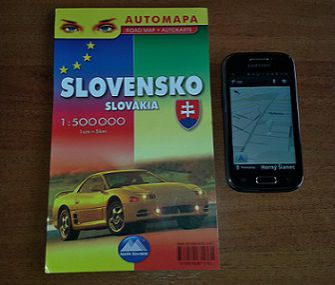 AUTOMAPA
ROAD MAP • AUTOKARTE
SLOVENSKO
SLOVAKIA
1:500 000
1cm = 5km
SAMSUNG
Horný Slanec